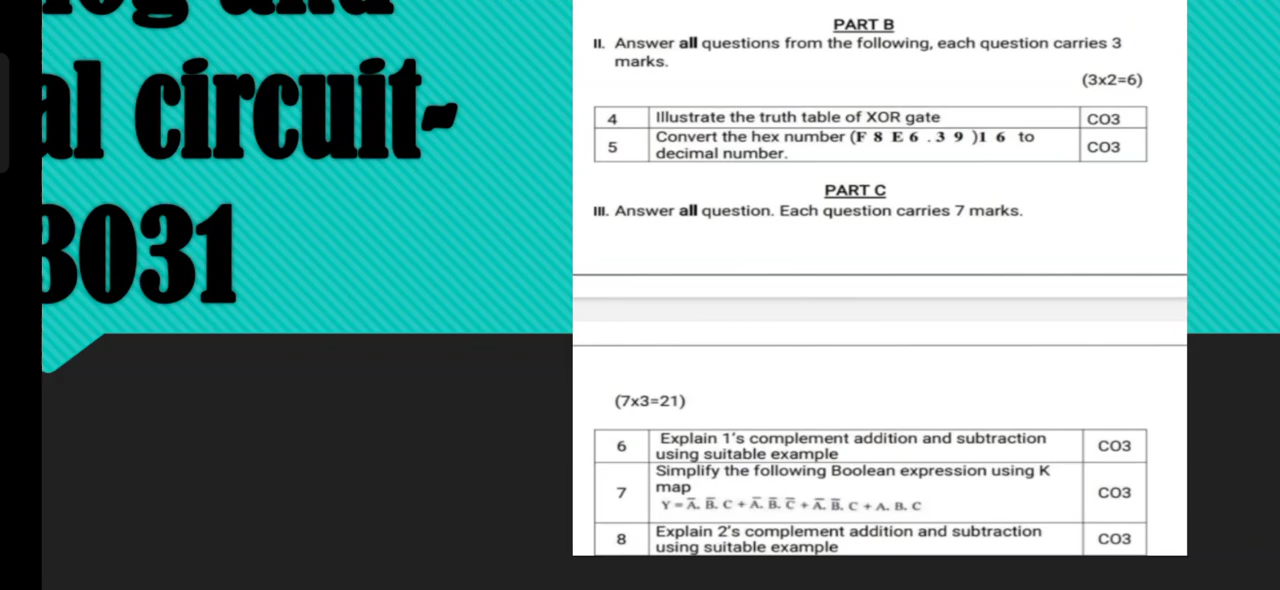 al circuit-
3031
PART B
II. Answer all questions from the following, each question carries 3
marks.
(3x2=6)
4 Illustrate the truth table of XOR gate CO3
5 Convert the hex number (F 8 E 6 . 3 9 )1 6 to
decimal number. CO3
PART C
III. Answer all question. Each question carries 7 marks.
(7x3=21)
6 Explain 1's complement addition and subtraction
using suitable example CO3
7 Simplify the following Boolean expression using K
map
Y = A̅. B̅. C + A̅. B̅. C̅ + A̅. B̅. C + A. B. C CO3
8 Explain 2's complement addition and subtraction
using suitable example CO3